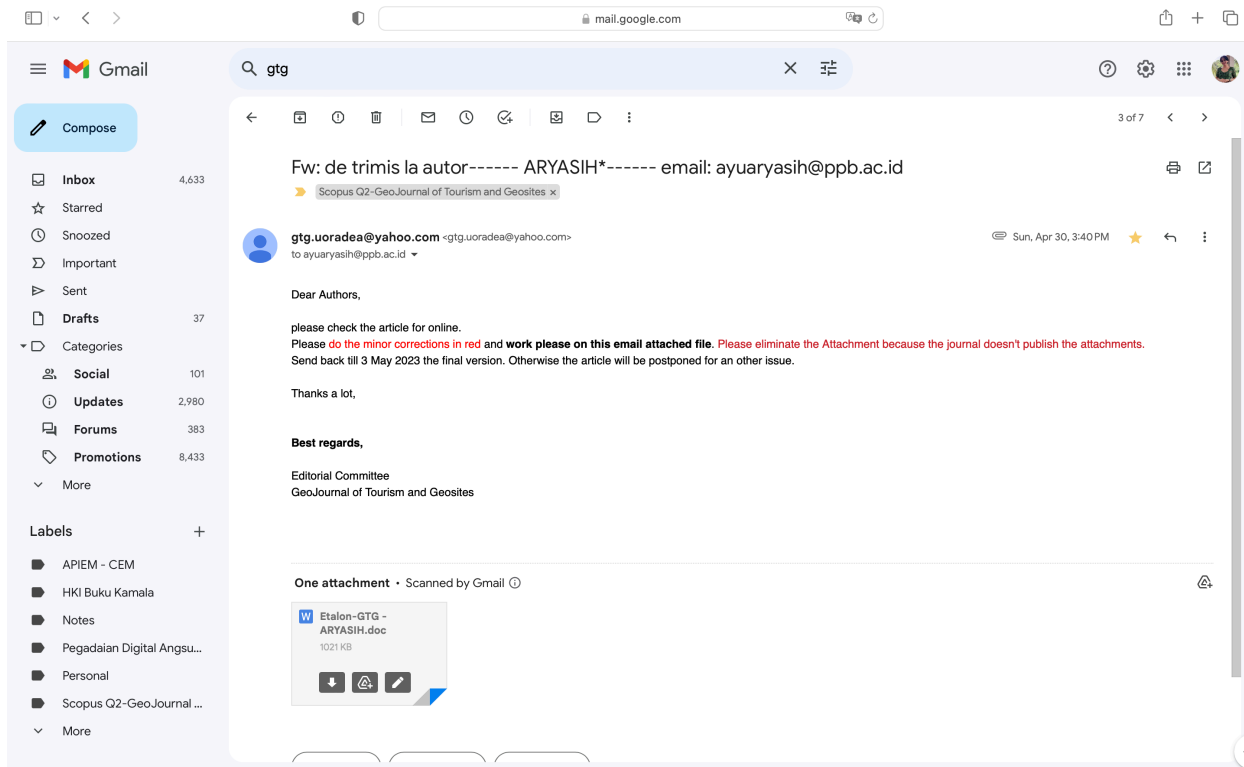 mail.google.com
Gmail
gtg
Compose
3 of 7
Fw: de trimis la autor------ ARYASIH*------ email: ayuaryasih@ppb.ac.id
Scopus Q2-GeoJournal of Tourism and Geosites ×
Inbox 4,633
Starred
Snoozed
Important
Sent
Drafts 37
Categories
Social 101
Updates 2,980
Forums 383
Promotions 8,433
More
Labels
APIEM - CEM
HKI Buku Kamala
Notes
Pegadaian Digital Angsu...
Personal
Scopus Q2-GeoJournal ...
More
gtg.uoradea@yahoo.com <gtg.uoradea@yahoo.com>
Sun, Apr 30, 3:40 PM
to ayuaryasih@ppb.ac.id
Dear Authors,
please check the article for online.
Please do the minor corrections in red and work please on this email attached file. Please eliminate the Attachment because the journal doesn't publish the attachments.
Send back till 3 May 2023 the final version. Otherwise the article will be postponed for an other issue.
Thanks a lot,
Best regards,
Editorial Committee
GeoJournal of Tourism and Geosites
One attachment • Scanned by Gmail
W Etalon-GTG -
ARYASIH.doc
1021 KB